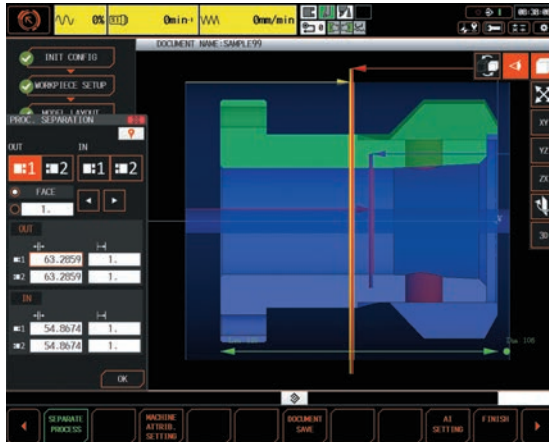 0% 0min-¹ 0mm/min 1
DOCUMENT NAME:SAMPLE99
INIT CONFIG
WORKPIECE SETUP
MODEL LAYOUT
PROC. SEPARATION
OUT IN
1 2 1 2
FACE
1.
OUT
1 63.2859 1.
2 63.2859 1.
IN
1 54.8674 1.
2 54.8674 1.
OK
XY
YZ
ZX
3D
SEPARATE PROCESS
MACHINE ATTRIB. SETTING
DOCUMENT SAVE
AI SETTING
FINISH